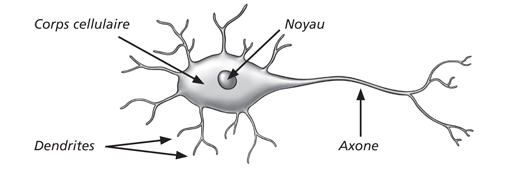 Corps cellulaire
Noyau
Dendrites
Axone